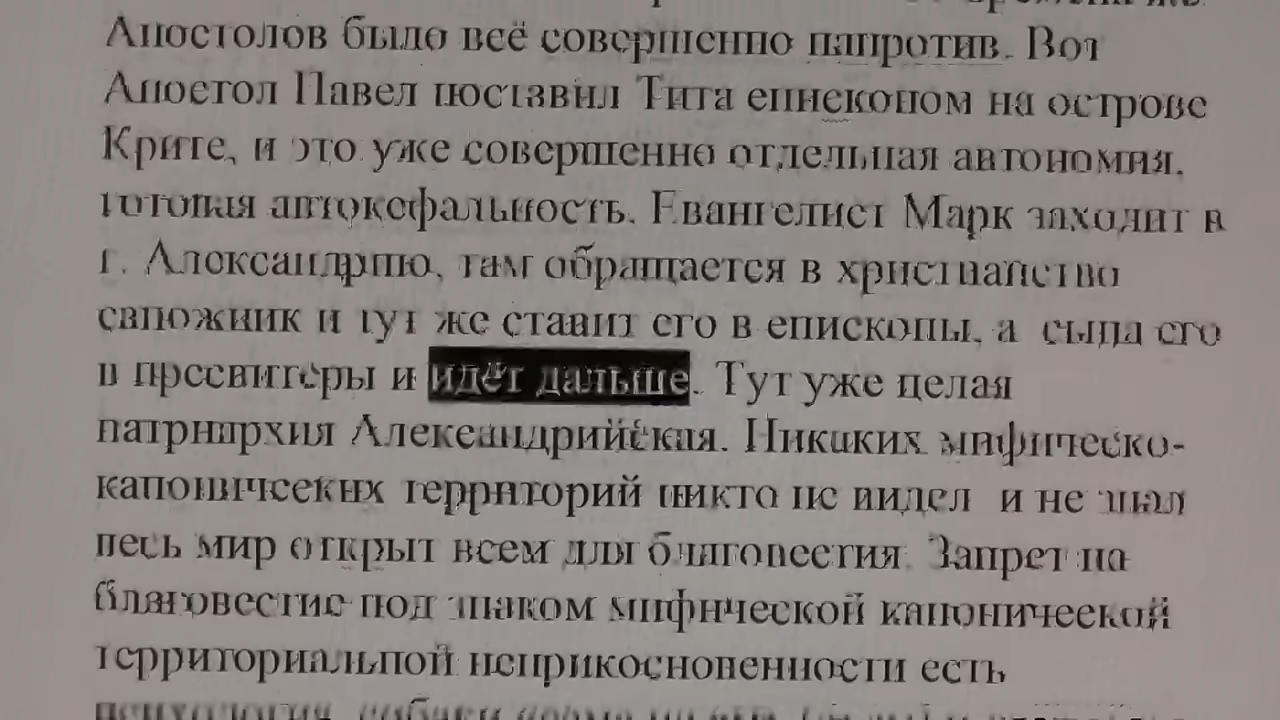 Апостолов было всё совершенно напротив. Вот
Апостол Павел поставил Тита епископом на острове
Крите, и это уже совершенно отдельная автономия,
готовая автокефальность. Евангелист Марк заходит в
г. Александрию, там обращается в христианство
сапожник и тут же ставит его в епископы, а сына его
в пресвитеры и идёт дальше. Тут уже целая
патриархия Александрийская. Никаких мифическо-
канонических территорий никто не видел и не знал
весь мир открыт всем для благовестия. Запрет на
благовестие под знаком мифической канонической
территориальной неприкосновенности есть